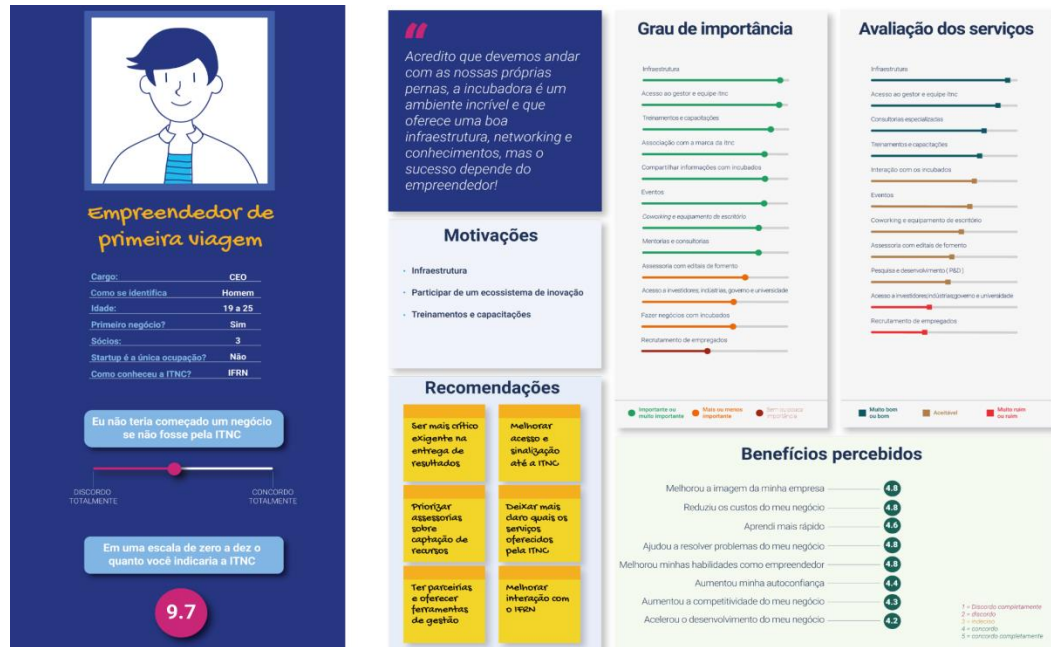 Empreendedor de
primeira viagem
Cargo: CEO
Como se identifica Homem
Idade: 19 a 25
Primeiro negócio? Sim
Sócios: 3
Startup é a única ocupação? Não
Como conheceu a ITNC? IFRN
Eu não teria começado um negócio
se não fosse pela ITNC
DISCORDO
TOTALMENTE
CONCORDO
TOTALMENTE
Em uma escala de zero a dez o
quanto você indicaria a ITNC
9.7
“
Acredito que devemos andar
com as nossas próprias
pernas, a incubadora é um
ambiente incrível e que
oferece uma boa
infraestrutura, networking e
conhecimentos, mas o
sucesso depende do
empreendedor!
Motivações
• Infraestrutura
• Participar de um ecossistema de inovação
• Treinamentos e capacitações
Recomendações
Ser mais crítico
exigente na
entrega de
resultados
Melhorar
acesso e
sinalização
até a ITNC
Priorizar
assessorias
sobre
captação de
recursos
Deixar mais
claro quais os
serviços
oferecidos
pela ITNC
Ter parceirias
e oferecer
ferramentas
de gestão
Melhorar
interação com
o IFRN
Grau de importância
Infraestrutura
Acesso ao gestor e equipe itnc
Treinamentos e capacitações
Associação com a marca da itnc
Compartilhar informações com incubados
Eventos
Coworking e equipamento de escritório
Mentorias e consultorias
Assessoria com editais de fomento
Acesso a investidores, indústrias, governo e universidade
Fazer negócios com incubados
Recrutamento de empregados
Importante ou
muito importante
Mais ou menos
importante
Sem ou pouca
importância
Avaliação dos serviços
Infraestrutura
Acesso ao gestor e equipe itnc
Consultorias especializadas
Treinamentos e capacitações
Interação com os incubados
Eventos
Coworking e equipamento de escritório
Assessoria com editais de fomento
Pesquisa e desenvolvimento ( P&D )
Acesso a investidores,indústrias,governo e universidade
Recrutamento de empregados
Muito bom
ou bom
Aceitável
Muito ruim
ou ruim
Benefícios percebidos
Melhorou a imagem da minha empresa 4.8
Reduziu os custos do meu negócio 4.8
Aprendi mais rápido 4.6
Ajudou a resolver problemas do meu negócio 4.8
Melhorou minhas habilidades como empreendedor 4.8
Aumentou minha autoconfiança 4.4
Aumentou a competitividade do meu negócio 4.3
Acelerou o desenvolvimento do meu negócio 4.2
1 = Discordo completamente
2 = discordo
3 = indeciso
4 = concordo
5 = concordo completamente